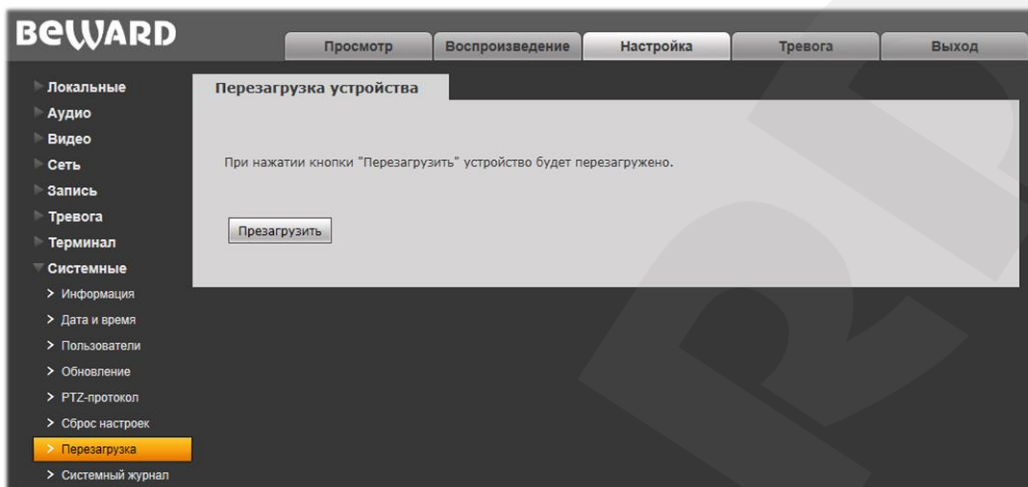 BEWARD
Просмотр Воспроизведение Настройка Тревога Выход
Локальные
Аудио
Видео
Сеть
Запись
Тревога
Терминал
Системные
Информация
Дата и время
Пользователи
Обновление
PTZ-протокол
Сброс настроек
Перезагрузка
Системный журнал
Перезагрузка устройства
При нажатии кнопки "Перезагрузить" устройство будет перезагружено.
Презагрузить